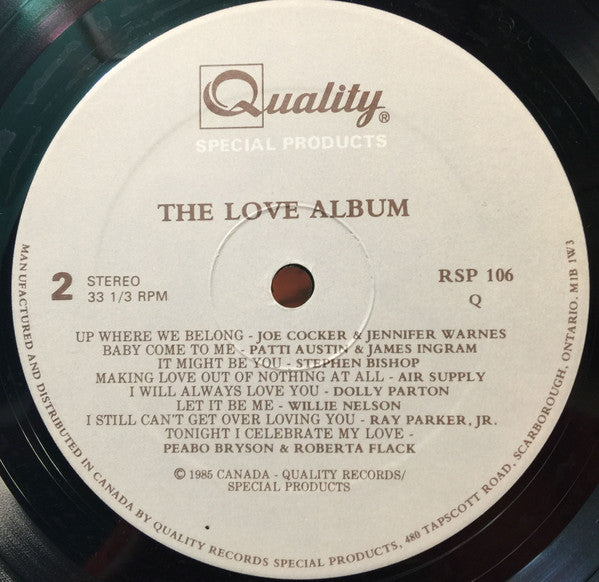 Quality®
SPECIAL PRODUCTS
THE LOVE ALBUM
2 STEREO
33 1/3 RPM
RSP 106
Q
UP WHERE WE BELONG - JOE COCKER & JENNIFER WARNES
BABY COME TO ME - PATTI AUSTIN & JAMES INGRAM
IT MIGHT BE YOU - STEPHEN BISHOP
MAKING LOVE OUT OF NOTHING AT ALL - AIR SUPPLY
I WILL ALWAYS LOVE YOU - DOLLY PARTON
LET IT BE ME - WILLIE NELSON
I STILL CAN'T GET OVER LOVING YOU - RAY PARKER, JR.
TONIGHT I CELEBRATE MY LOVE -
PEABO BRYSON & ROBERTA FLACK
© 1985 CANADA - QUALITY RECORDS/
SPECIAL PRODUCTS
MANUFACTURED AND DISTRIBUTED IN CANADA BY QUALITY RECORDS SPECIAL PRODUCTS, 480 TAPSCOTT ROAD, SCARBOROUGH, ONTARIO. M1B 1W3